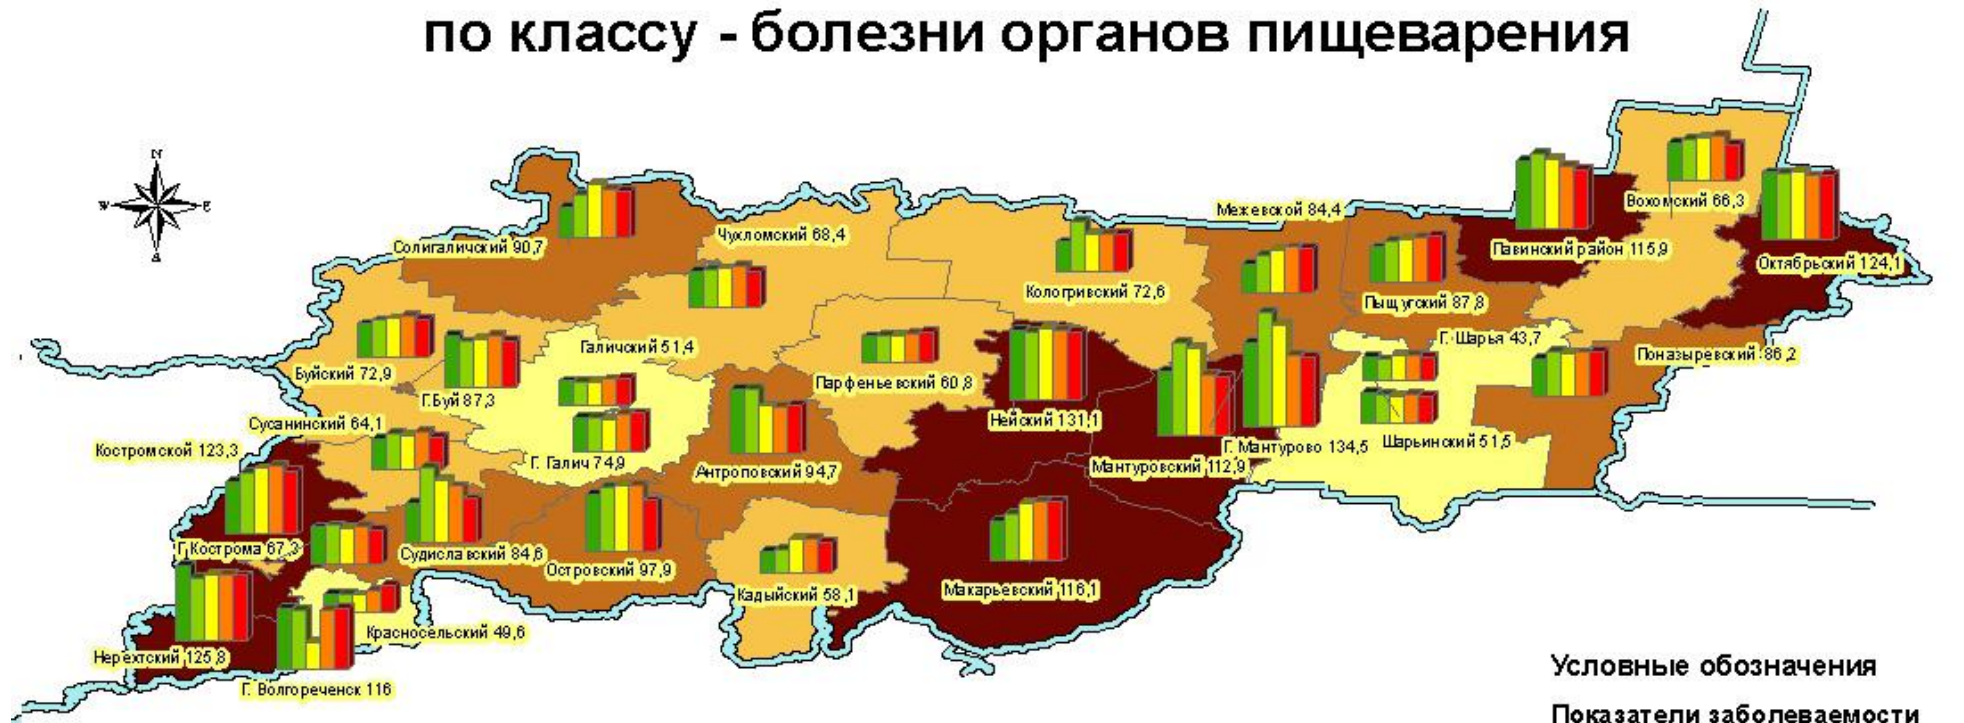 по классу - болезни органов пищеварения
N
W
E
S
Межевской 84,4
Вохомский 66,3
Солигаличский 90,7
Чухломский 68,4
Павинский район 115,9
Октябрьский 124,1
Кологривский 72,6
Пыщугский 87,8
Г. Шарья 43,7
Галичский 51,4
Поназыревский 86,2
Буйский 72,9
Парфеньевский 60,8
Г.Буй 87,3
Сусанинский 64,1
Нейский 131,1
Костромской 123,3
Г. Галич 74,9
Антроповский 94,7
Мантуровский 112,9
Г. Мантурово 134,5
Шарьинский 51,5
Г.Кострома 67,3
Судиславский 84,6
Островский 97,9
Кадыйский 58,1
Макарьевский 116,1
Красносельский 49,6
Нерехтский 125,8
Г. Волгореченск 116
Условные обозначения
Показатели заболеваемости